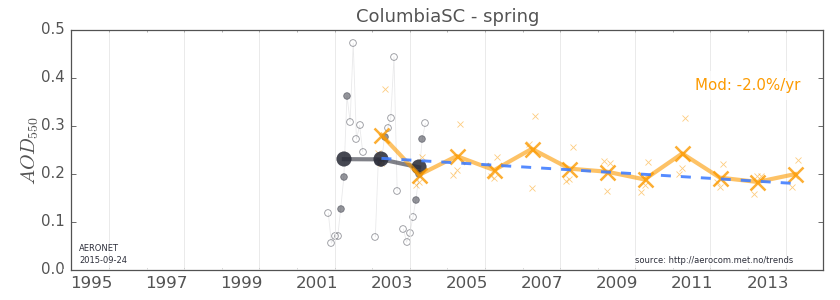 ColumbiaSC - spring
0.5
0.4
0.3
0.2
0.1
0.0
AOD550
Mod: -2.0%/yr
AERONET
2015-09-24
source: http://aerocom.met.no/trends
1995 1997 1999 2001 2003 2005 2007 2009 2011 2013